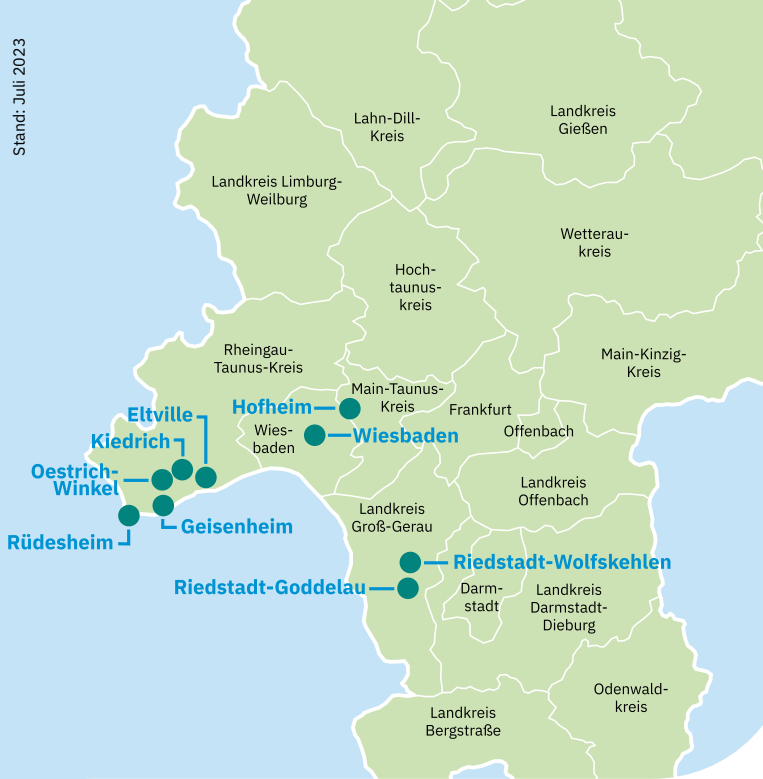 Stand: Juli 2023
Lahn-Dill-
Kreis
Landkreis
Gießen
Landkreis Limburg-
Weilburg
Wetterau-
kreis
Hoch-
taunus-
kreis
Rheingau-
Taunus-Kreis
Main-Kinzig-
Kreis
Main-Taunus-
Kreis
Hofheim
Frankfurt
Eltville
Wies-
baden
Wiesbaden
Offenbach
Kiedrich
Oestrich-
Winkel
Landkreis
Offenbach
Landkreis
Groß-Gerau
Geisenheim
Rüdesheim
Riedstadt-Wolfskehlen
Riedstadt-Goddelau
Darm-
stadt
Landkreis
Darmstadt-
Dieburg
Odenwald-
kreis
Landkreis
Bergstraße